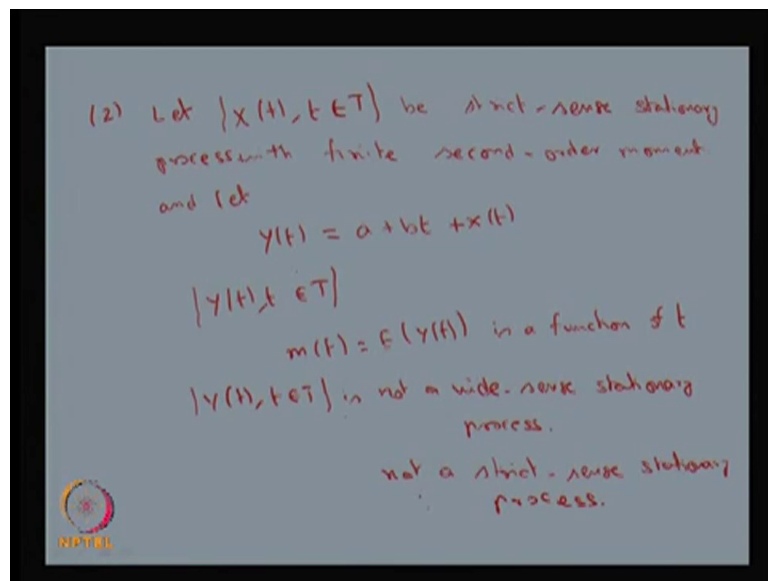 (2) Let {X(t), t ∈ T} be strict-sense stationary
process with finite second-order moment
and let
Y(t) = a + bt + X(t)
{Y(t), t ∈ T}
m(t) = E(Y(t)) is a function of t
{Y(t), t ∈ T} is not a wide-sense stationary
process.
not a strict-sense stationary
process.
NPTEL